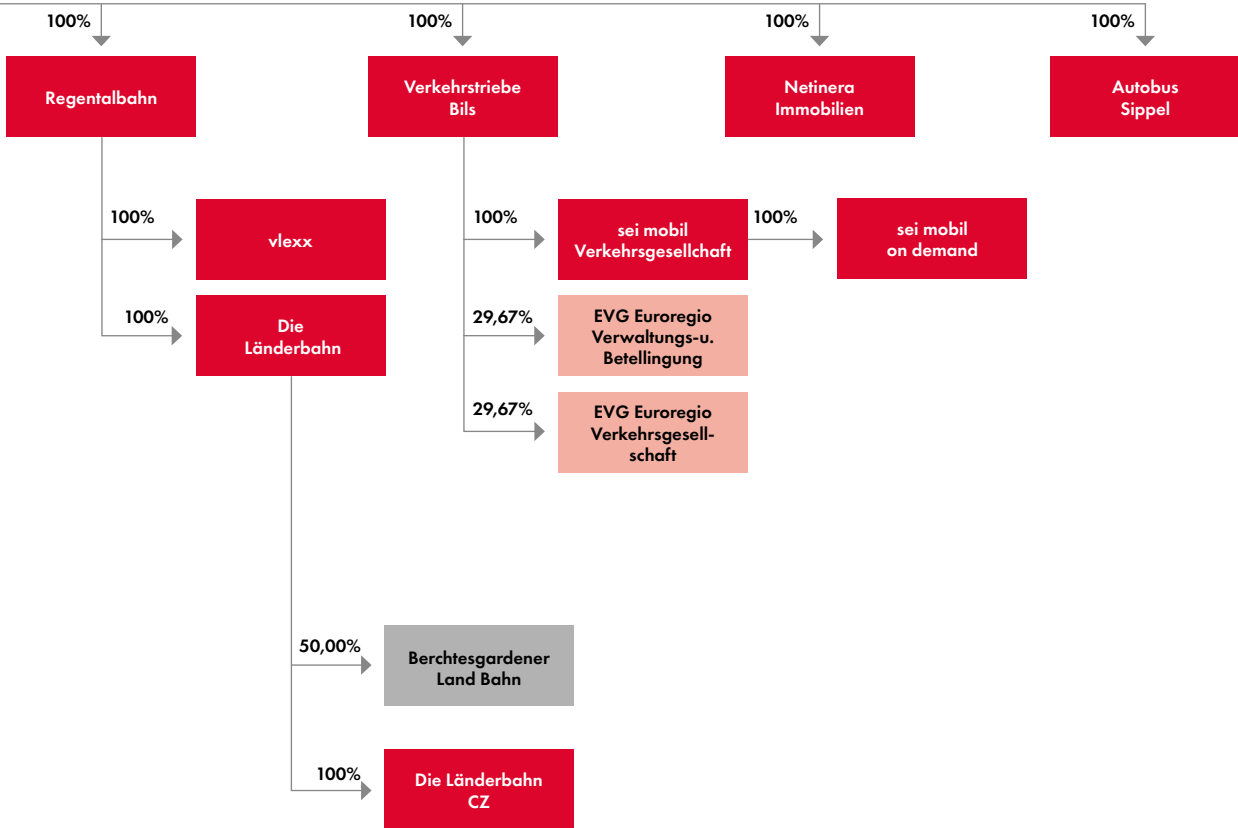 100%
100%
100%
100%
Regentalbahn
Verkehrstriebe
Bils
Netinera
Immobilien
Autobus
Sippel
100%
vlexx
100%
sei mobil
Verkehrsgesellchaft
100%
sei mobil
on demand
100%
Die
Länderbahn
29,67%
EVG Euroregio
Verwaltungs-u.
Betellingung
29,67%
EVG Euroregio
Verkehrsgesell-
schaft
50,00%
Berchtesgardener
Land Bahn
100%
Die Länderbahn
CZ